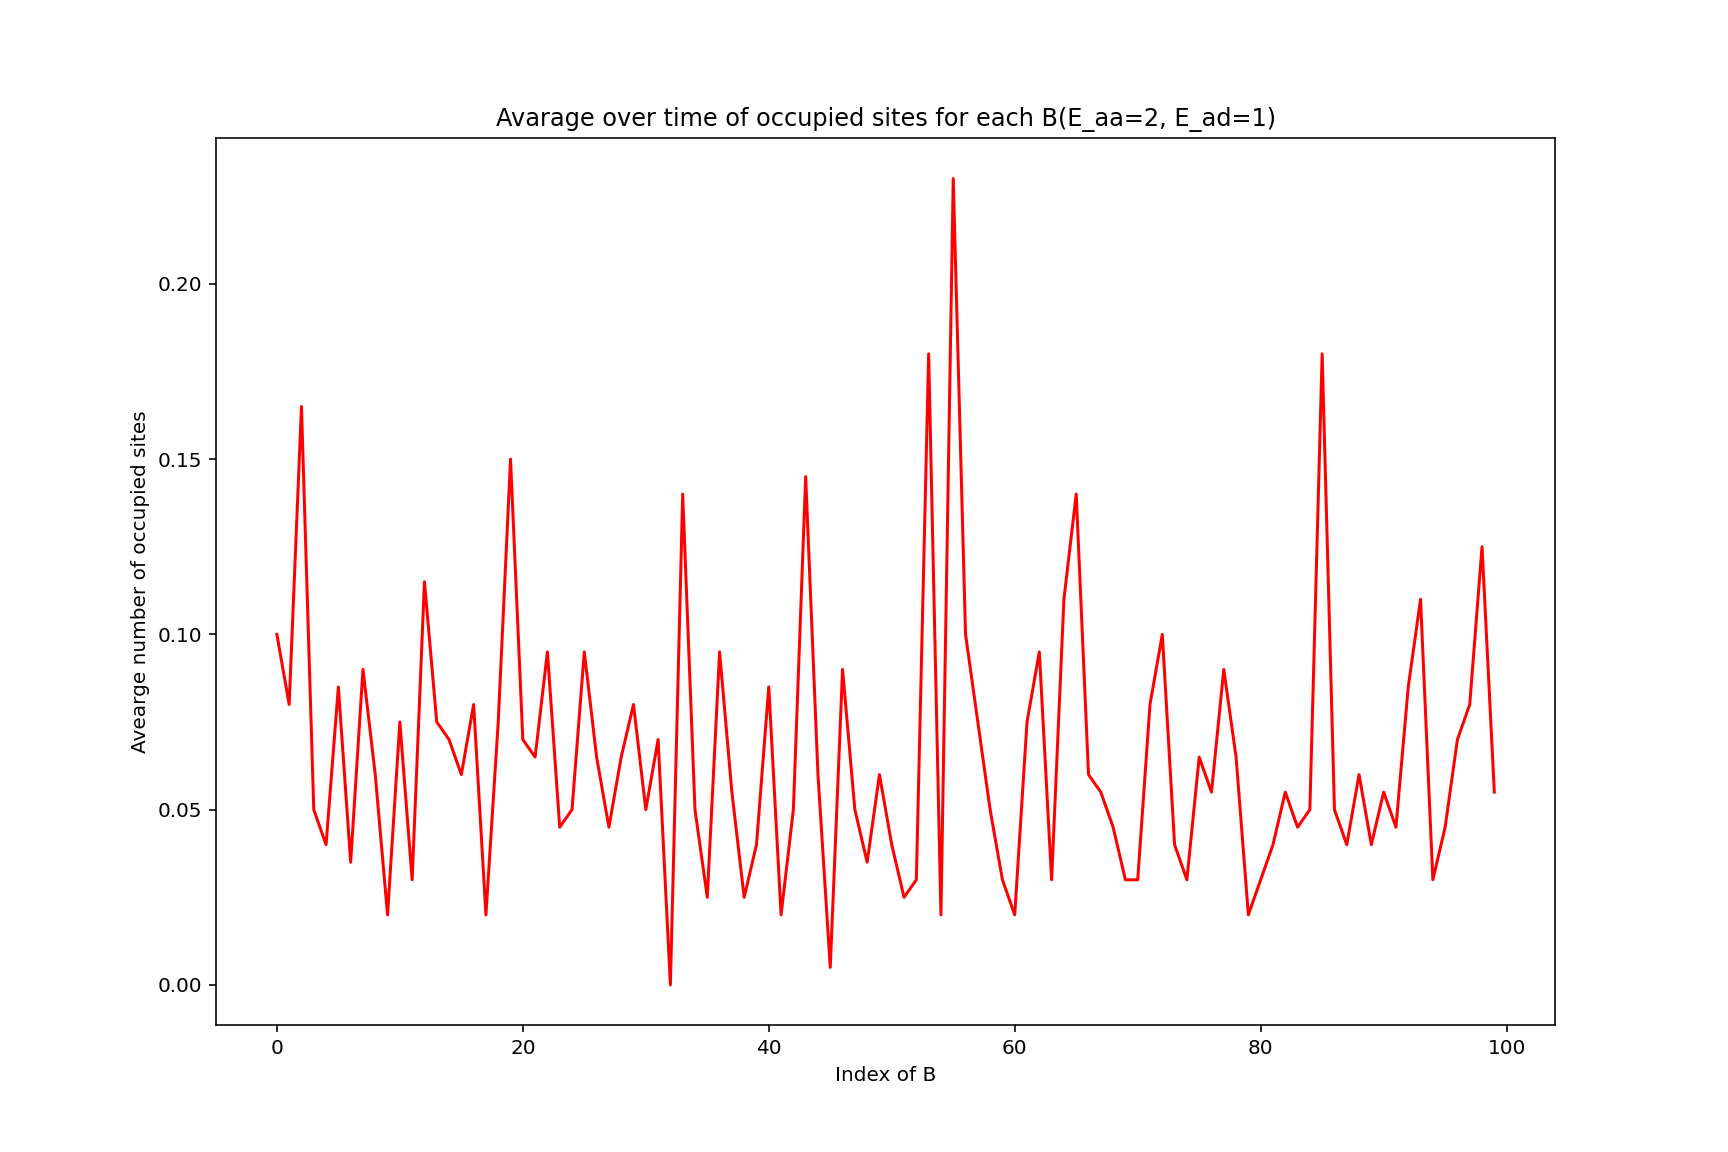 Avarage over time of occupied sites for each B(E_aa=2, E_ad=1)
Avearge number of occupied sites
0.20
0.15
0.10
0.05
0.00
0 20 40 60 80 100
Index of B